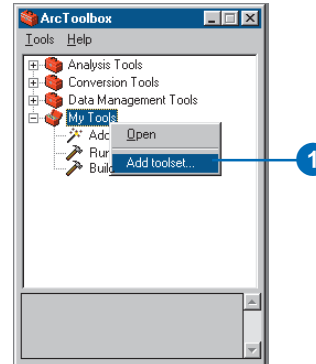 ArcToolbox
Tools Help
Analysis Tools
Conversion Tools
Data Management Tools
My Tools
Open
Add toolset...
1